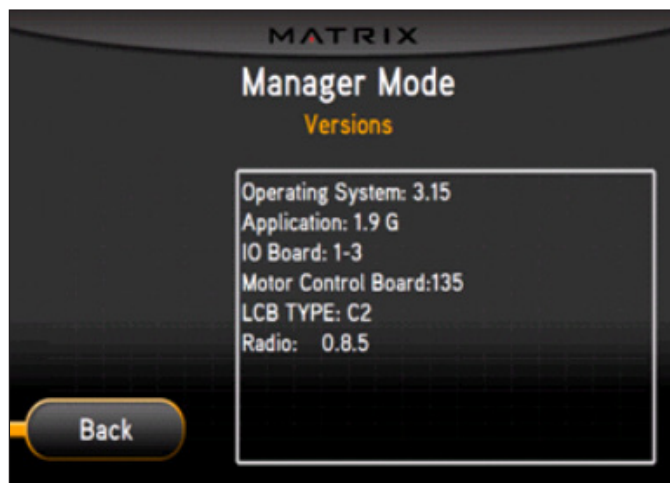 MATRIX
Manager Mode
Versions
Operating System: 3.15
Application: 1.9 G
IO Board: 1-3
Motor Control Board:135
LCB TYPE: C2
Radio: 0.8.5
Back